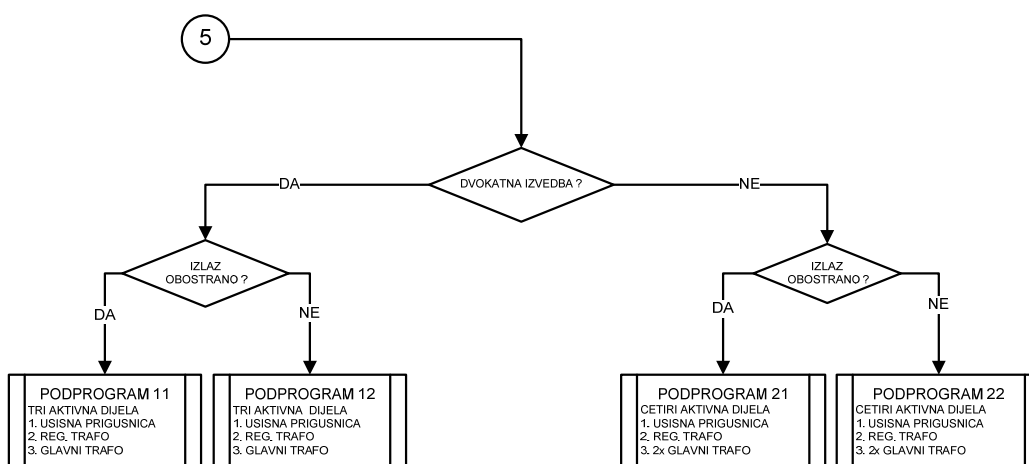 5
DVOKATNA IZVEDBA ?
DA
NE
IZLAZ
OBOSTRANO ?
IZLAZ
OBOSTRANO ?
DA
NE
DA
NE
PODPROGRAM 11
TRI AKTIVNA DIJELA
1. USISNA PRIGUSNICA
2. REG. TRAFO
3. GLAVNI TRAFO
PODPROGRAM 12
TRI AKTIVNA DIJELA
1. USISNA PRIGUSNICA
2. REG. TRAFO
3. GLAVNI TRAFO
PODPROGRAM 21
CETIRI AKTIVNA DIJELA
1. USISNA PRIGUSNICA
2. REG. TRAFO
3. 2x GLAVNI TRAFO
PODPROGRAM 22
CETIRI AKTIVNA DIJELA
1. USISNA PRIGUSNICA
2. REG. TRAFO
3. 2x GLAVNI TRAFO